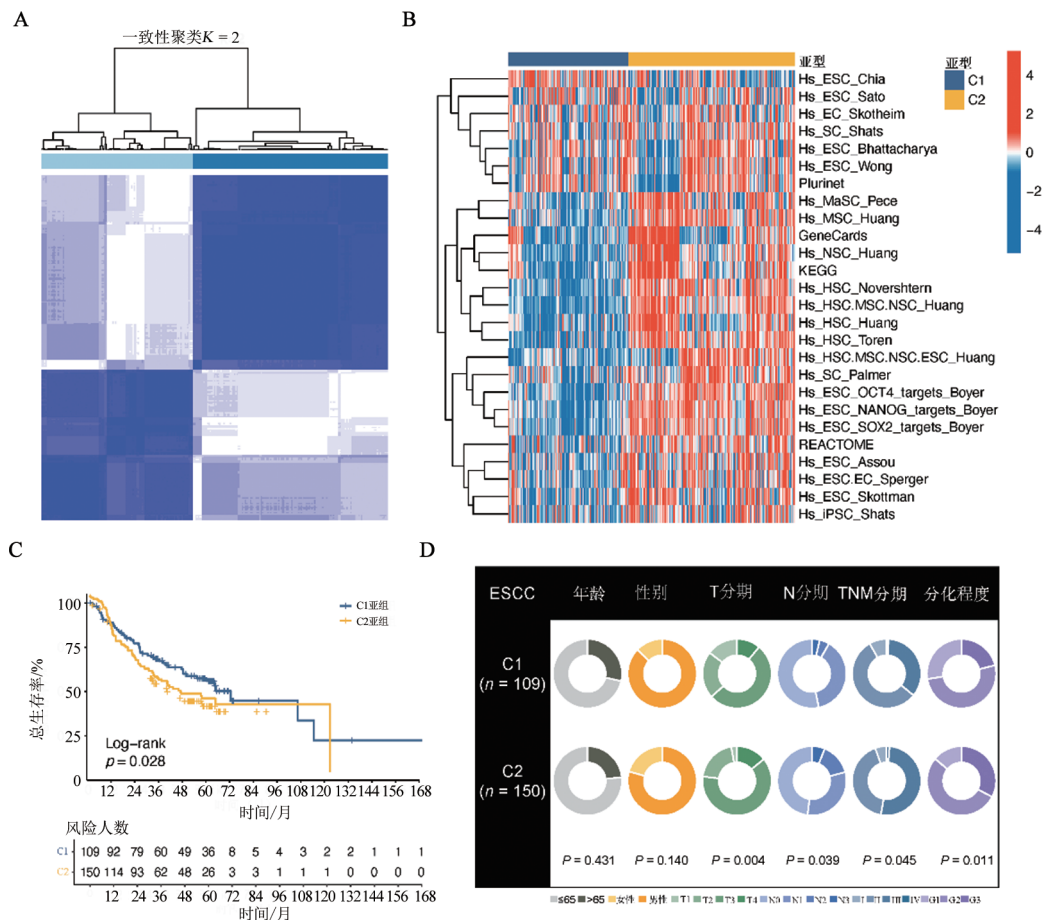 A
一致性聚类K = 2
B
亚型
Hs_ESC_Chia
Hs_ESC_Sato
Hs_EC_Skotheim
Hs_SC_Shats
Hs_ESC_Bhattacharya
Hs_ESC_Wong
Plurinet
Hs_MaSC_Pece
Hs_MSC_Huang
GeneCards
Hs_NSC_Huang
KEGG
Hs_HSC_Novershtern
Hs_HSC.MSC.NSC_Huang
Hs_HSC_Huang
Hs_HSC_Toren
Hs_HSC.MSC.NSC.ESC_Huang
Hs_SC_Palmer
Hs_ESC_OCT4_targets_Boyer
Hs_ESC_NANOG_targets_Boyer
Hs_ESC_SOX2_targets_Boyer
REACTOME
Hs_ESC_Assou
Hs_ESC.EC_Sperger
Hs_ESC_Skottman
Hs_iPSC_Shats
亚型
C1
C2
4
2
0
−2
−4
C
总生存率/%
100
75
50
25
0
C1亚组
C2亚组
Log-rank
p = 0.028
12 24 36 48 60 72 84 96 108 120 132 144 156 168
时间/月
风险人数
C1 109 92 79 60 49 36 8 5 4 3 2 2 1 1 1
C2 150 114 93 62 48 26 3 3 1 1 1 0 0 0 0
12 24 36 48 60 72 84 96 108 120 132 144 156 168
时间/月
D
ESCC 年龄 性别 T分期 N分期 TNM分期 分化程度
C1
(n = 109)
C2
(n = 150)
P = 0.431 P = 0.140 P = 0.004 P = 0.039 P = 0.045 P = 0.011
≤65 >65 女性 男性 T1 T2 T3 T4 N0 N1 N2 N3 I II III IV G1 G2 G3